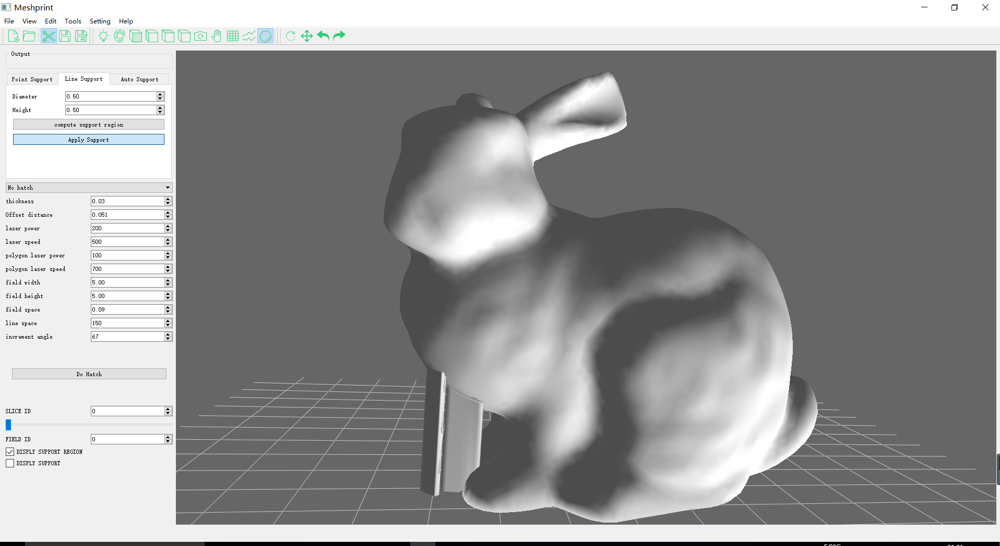 Meshprint
File View Edit Tools Setting Help
Output
Point Support Line Support Auto Support
Diameter 0.50
Height 0.50
compute support region
Apply Support
No hatch
thickness 0.03
Offset distance 0.051
laser power 200
laser speed 500
polygon laser power 100
polygon laser speed 700
field width 5.00
field height 5.00
field space 0.09
line space 150
increment angle 67
Do Hatch
SLICE ID 0
FIELD ID 0
DISPLY SUPPORT REGION
DISPLY SUPPORT